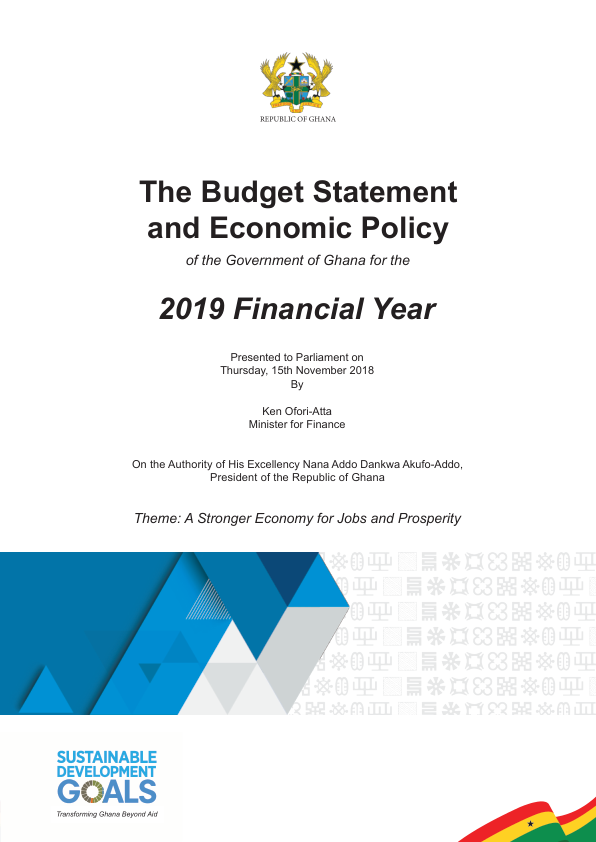 REPUBLIC OF GHANA
The Budget Statement
and Economic Policy
of the Government of Ghana for the
2019 Financial Year
Presented to Parliament on
Thursday, 15th November 2018
By
Ken Ofori-Atta
Minister for Finance
On the Authority of His Excellency Nana Addo Dankwa Akufo-Addo,
President of the Republic of Ghana
Theme: A Stronger Economy for Jobs and Prosperity
SUSTAINABLE
DEVELOPMENT
GOALS
Transforming Ghana Beyond Aid